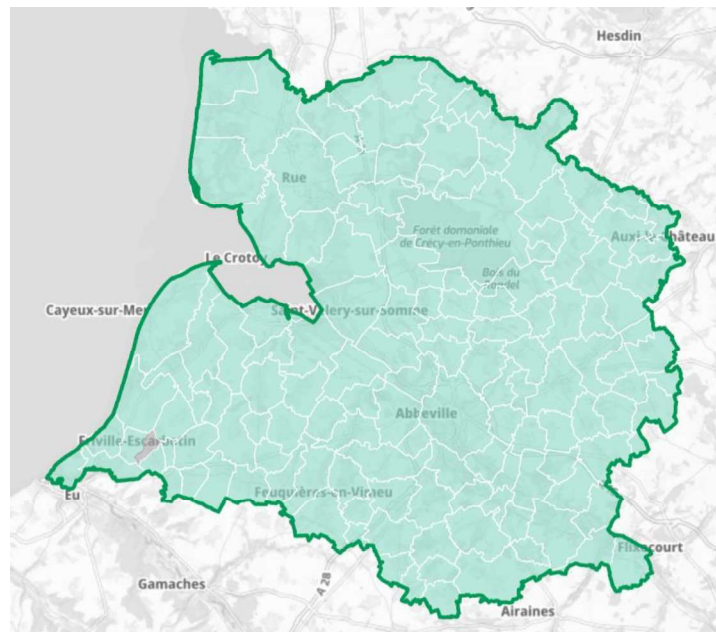 Hesdin
Rue
Forêt domaniale
de Crécy-en-Ponthieu
Auxi-le-Château
Le Crotoy
Bois du
Rondel
Cayeux-sur-Mer
Saint-Valery-sur-Somme
Abbeville
Friville-Escarbotin
Eu
Feuquières-en-Vimeu
Flixecourt
Gamaches
A 28
Airaines